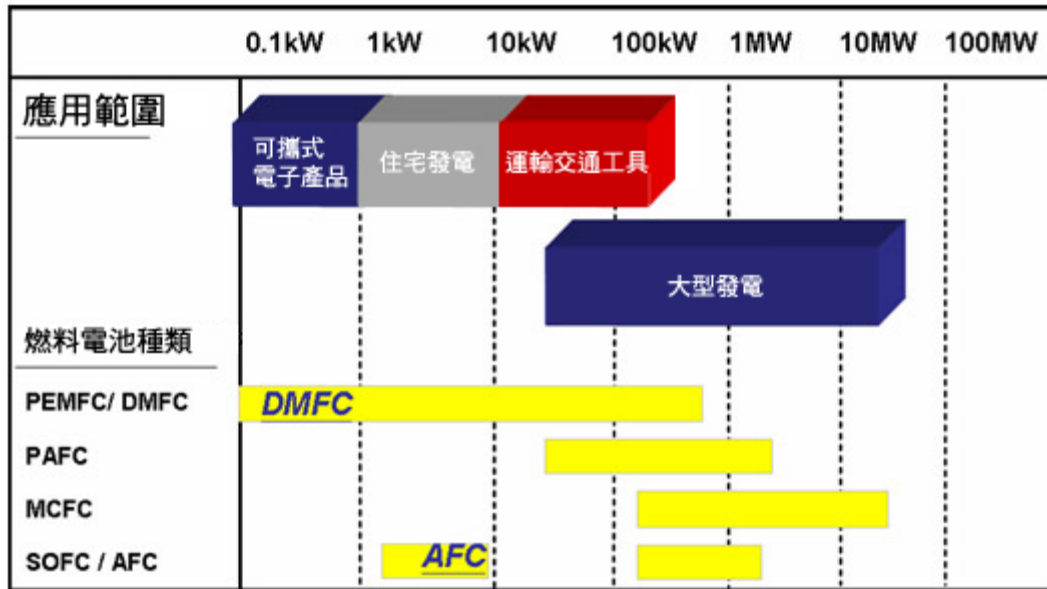 0.1kW 1kW 10kW 100kW 1MW 10MW 100MW
應用範圍
可攜式
電子產品
住宅發電
運輸交通工具
大型發電
燃料電池種類
PEMFC/ DMFC
DMFC
PAFC
MCFC
SOFC / AFC
AFC